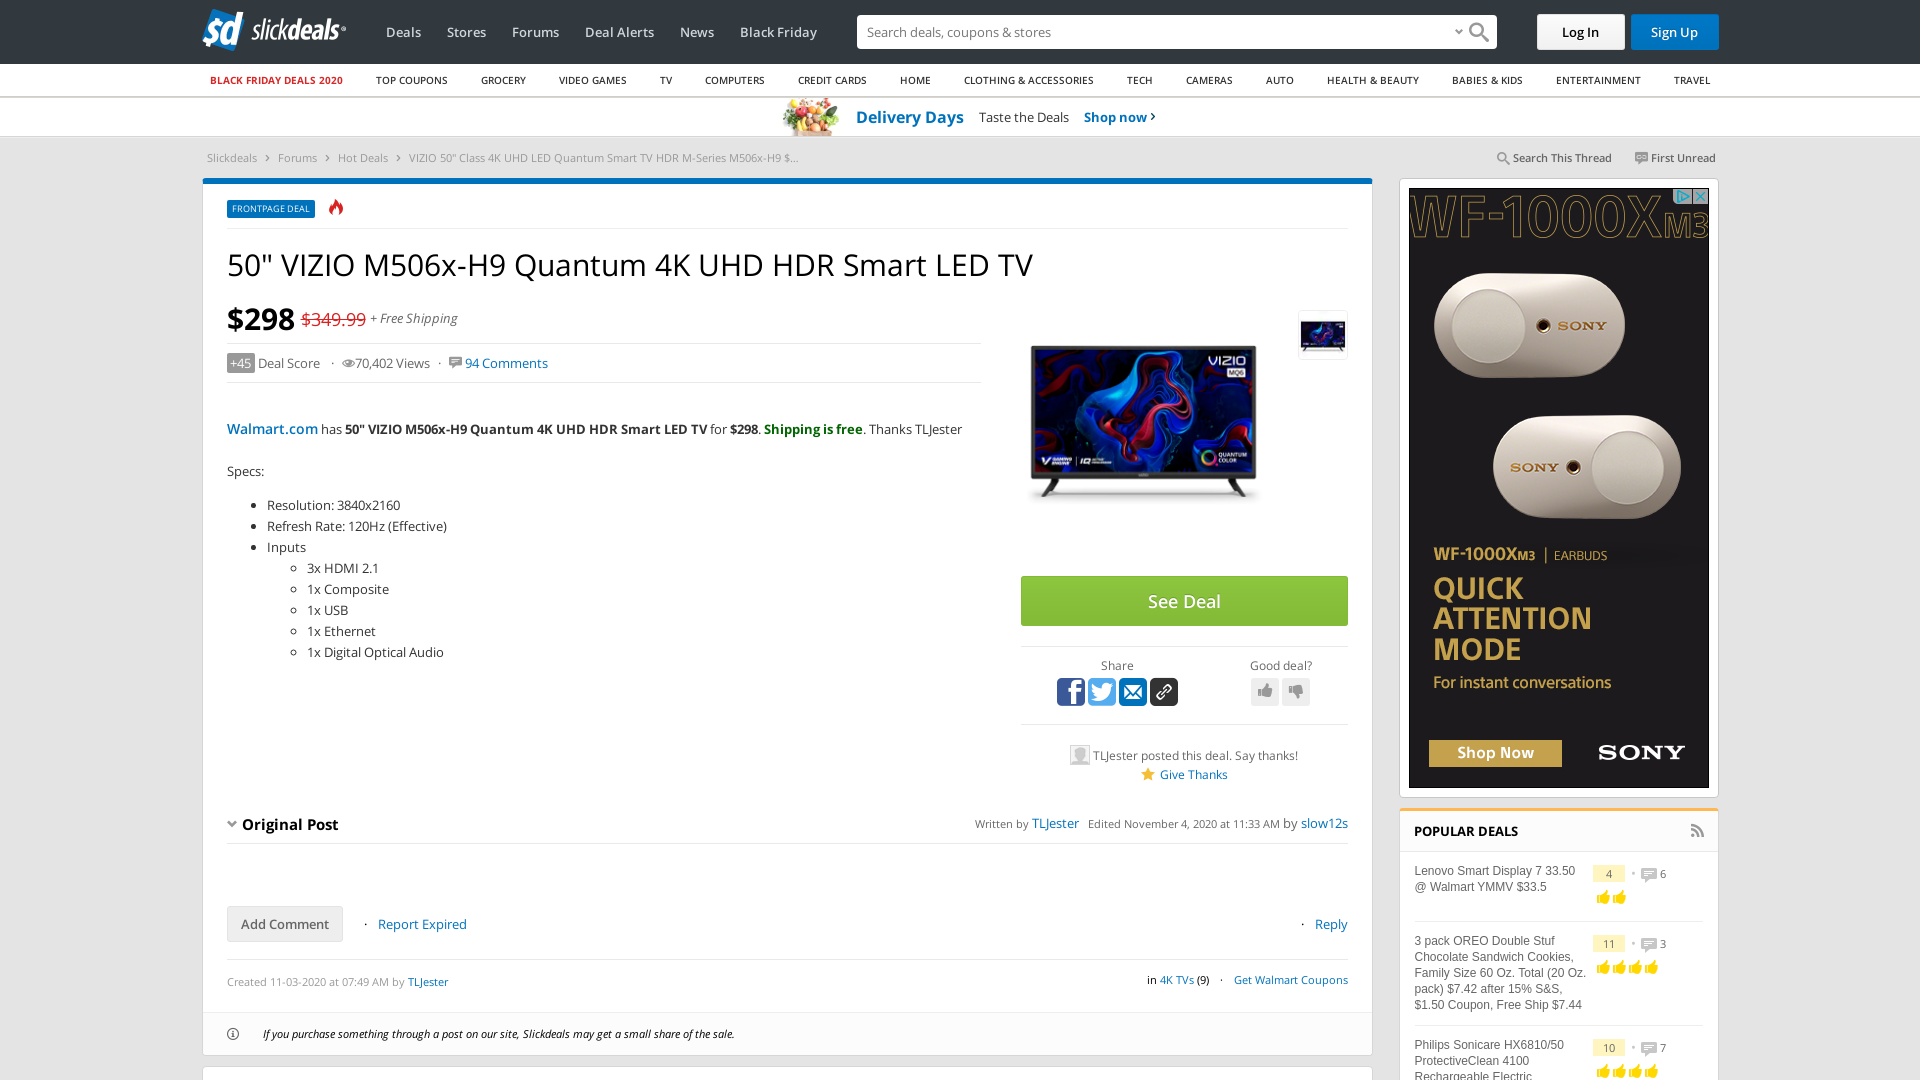 sd slickdeals
Deals Stores Forums Deal Alerts News Black Friday
Search deals, coupons & stores
Log In Sign Up
BLACK FRIDAY DEALS 2020 TOP COUPONS GROCERY VIDEO GAMES TV COMPUTERS CREDIT CARDS HOME CLOTHING & ACCESSORIES TECH CAMERAS AUTO HEALTH & BEAUTY BABIES & KIDS ENTERTAINMENT TRAVEL
Delivery Days Taste the Deals Shop now
Slickdeals Forums Hot Deals VIZIO 50" Class 4K UHD LED Quantum Smart TV HDR M-Series M506x-H9 $...
Search This Thread First Unread
FRONTPAGE DEAL
50" VIZIO M506x-H9 Quantum 4K UHD HDR Smart LED TV
$298 $349.99 + Free Shipping
+45 Deal Score · 70,402 Views · 94 Comments
Walmart.com has 50" VIZIO M506x-H9 Quantum 4K UHD HDR Smart LED TV for $298. Shipping is free. Thanks TLJester
Specs:
Resolution: 3840x2160
Refresh Rate: 120Hz (Effective)
Inputs
3x HDMI 2.1
1x Composite
1x USB
1x Ethernet
1x Digital Optical Audio
VIZIO
MQ6
QUANTUM
COLOR
See Deal
Share
Good deal?
TLJester posted this deal. Say thanks!
Give Thanks
Original Post
Written by TLJester Edited November 4, 2020 at 11:33 AM by slow12s
Add Comment · Report Expired
· Reply
Created 11-03-2020 at 07:49 AM by TLJester
in 4K TVs (9) · Get Walmart Coupons
If you purchase something through a post on our site, Slickdeals may get a small share of the sale.
WF-1000XM3
SONY
SONY
WF-1000XM3 | EARBUDS
QUICK
ATTENTION
MODE
For instant conversations
Shop Now
SONY
POPULAR DEALS
Lenovo Smart Display 7 33.50
@ Walmart YMMV $33.5
4 • 6
3 pack OREO Double Stuf
Chocolate Sandwich Cookies,
Family Size 60 Oz. Total (20 Oz.
pack) $7.42 after 15% S&S,
$1.50 Coupon, Free Ship $7.44
11 • 3
Philips Sonicare HX6810/50
ProtectiveClean 4100
Rechargeable Electric
10 • 7